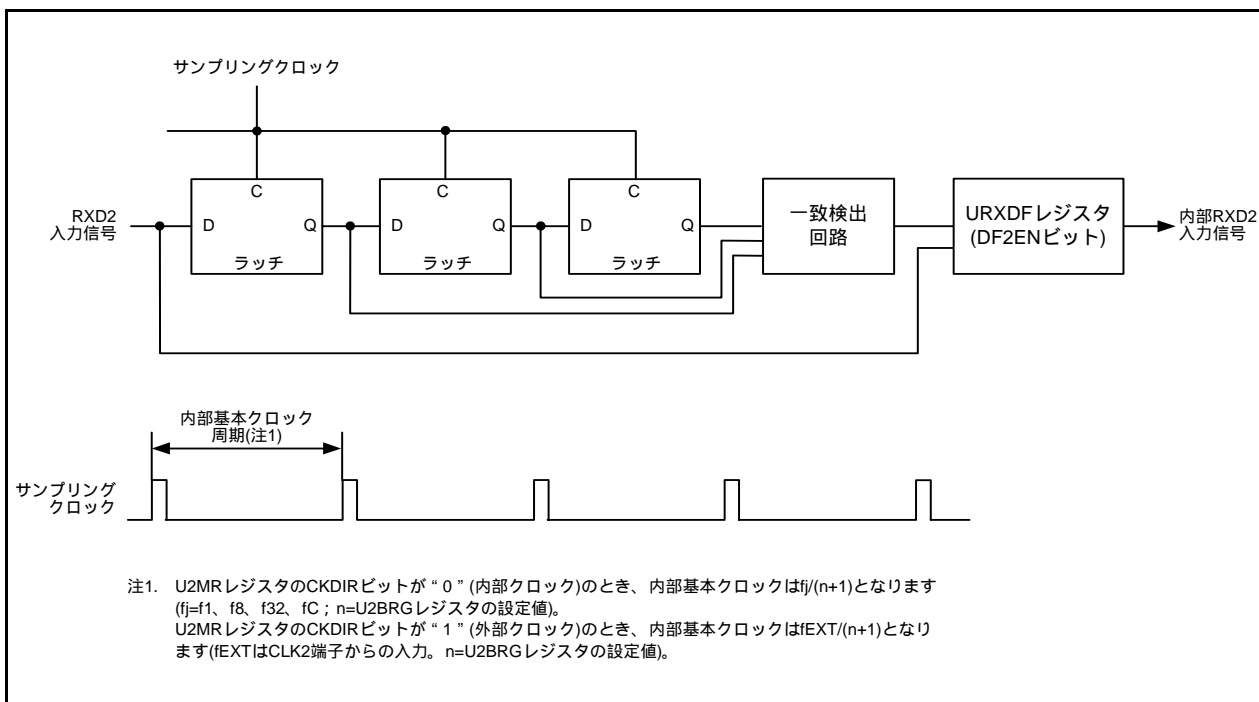 サンプリングクロック
C
C
C
RXD2
入力信号
D
Q
D
Q
D
Q
ラッチ
ラッチ
ラッチ
一致検出
回路
URXDFレジスタ
(DF2ENビット)
内部RXD2
入力信号
内部基本クロック
周期(注1)
サンプリング
クロック
注1. U2MRレジスタのCKDIRビットが“0”(内部クロック)のとき、内部基本クロックはfj/(n+1)となります
(fj=f1、f8、f32、fC;n=U2BRGレジスタの設定値)。
U2MRレジスタのCKDIRビットが“1”(外部クロック)のとき、内部基本クロックはfEXT/(n+1)となり
ます(fEXTはCLK2端子からの入力。n=U2BRGレジスタの設定値)。